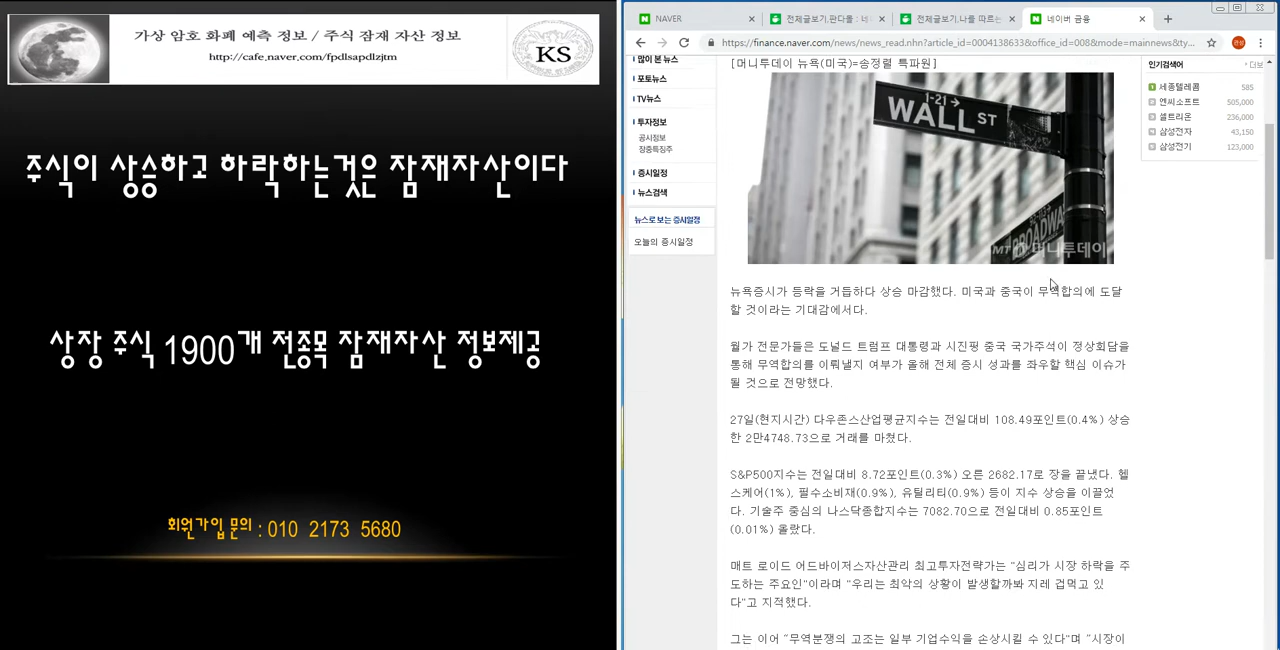 가상 암호 화폐 예측 정보 / 주식 잠재 자산 정보
http://cafe.naver.com/fpdlsapdlzjtm
KS
주식이 상승하고 하락하는것은 잠재자산이다
상장 주식 1900개 전종목 잠재자산 정보제공
회원가입 문의 : 010 2173 5680
NAVER
전체글보기,판다풀 : 네
전체글보기,나를 따르는
네이버 금융
https://finance.naver.com/news/news_read.nhn?article_id=0004138633&office_id=008&mode=mainnews&ty...
많이 본 뉴스
포토뉴스
TV뉴스
투자정보
공시정보
장중특징주
증시일정
뉴스검색
뉴스로 보는 증시일정
오늘의 증시일정
[머니투데이 뉴욕(미국)=송정렬 특파원]
1-21
WALL ST
BROADWA
MT 머니투데이
뉴욕증시가 등락을 거듭하다 상승 마감했다. 미국과 중국이 무역합의에 도달
할 것이라는 기대감에서다.
월가 전문가들은 도널드 트럼프 대통령과 시진핑 중국 국가주석이 정상회담을
통해 무역합의를 이뤄낼지 여부가 올해 전체 증시 성과를 좌우할 핵심 이슈가
될 것으로 전망했다.
27일(현지시간) 다우존스산업평균지수는 전일대비 108.49포인트(0.4%) 상승
한 2만4748.73으로 거래를 마쳤다.
S&P500지수는 전일대비 8.72포인트(0.3%) 오른 2682.17로 장을 끝냈다. 헬
스케어(1%), 필수소비재(0.9%), 유틸리티(0.9%) 등이 지수 상승을 이끌었
다. 기술주 중심의 나스닥종합지수는 7082.70으로 전일대비 0.85포인트
(0.01%) 올랐다.
매트 로이드 어드바이저스자산관리 최고투자전략가는 "심리가 시장 하락을 주
도하는 주요인"이라며 "우리는 최악의 상황이 발생할까봐 지레 겁먹고 있
다"고 지적했다.
그는 이어 "무역분쟁의 고조는 일부 기업수익을 손상시킬 수 있다"며 "시장이
인기검색어
더보
세종텔레콤 585
엔씨소프트 505,000
셀트리온 236,000
삼성전자 43,150
삼성전기 123,000